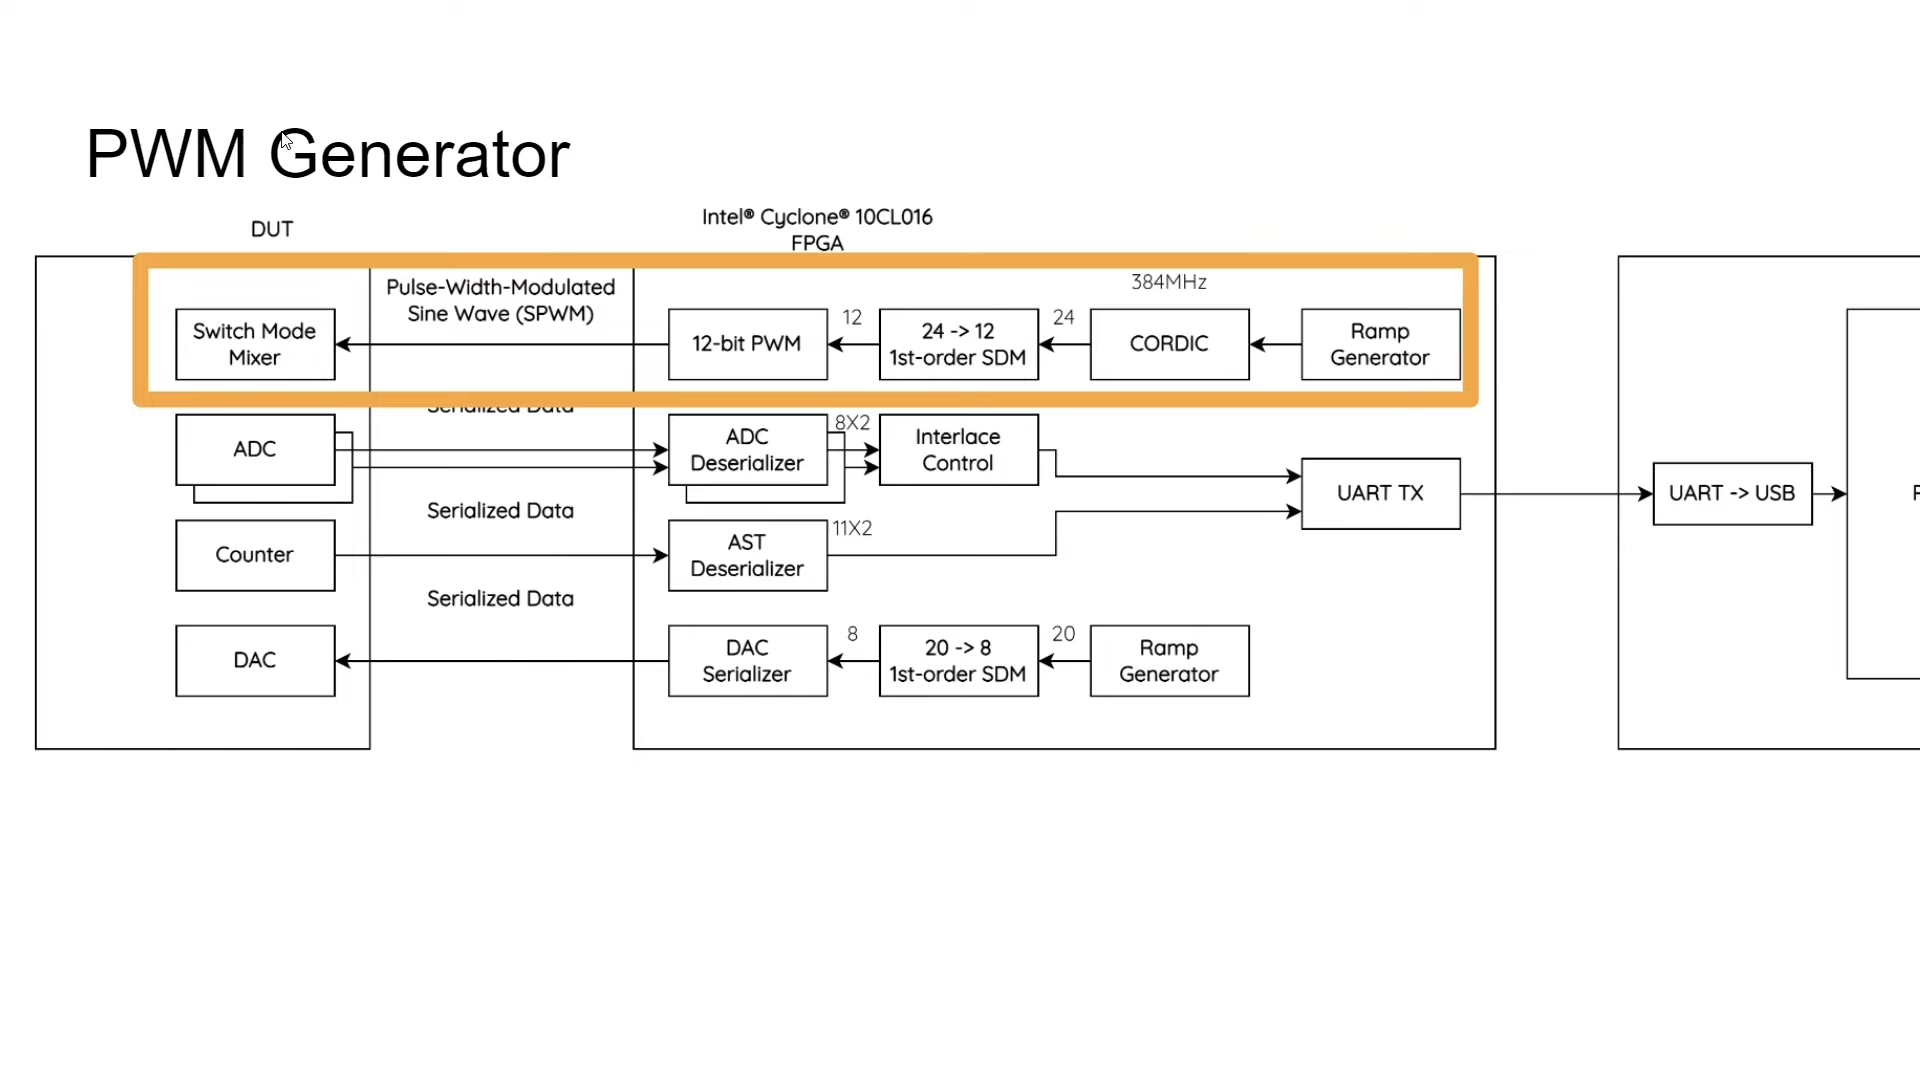 PWM Generator
DUT
Intel® Cyclone® 10CL016
FPGA
Pulse-Width-Modulated
Sine Wave (SPWM)
384MHz
Switch Mode
Mixer
12-bit PWM
12
24 -> 12
1st-order SDM
24
CORDIC
Ramp
Generator
Serialized Data
ADC
ADC
Deserializer
8X2
Interlace
Control
UART TX
UART -> USB
Serialized Data
Counter
AST
Deserializer
11X2
Serialized Data
DAC
DAC
Serializer
8
20 -> 8
1st-order SDM
20
Ramp
Generator